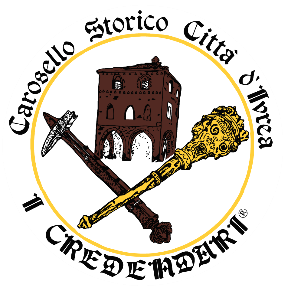 Carosello Storico Città d'Ivrea
I CREDENDARI®